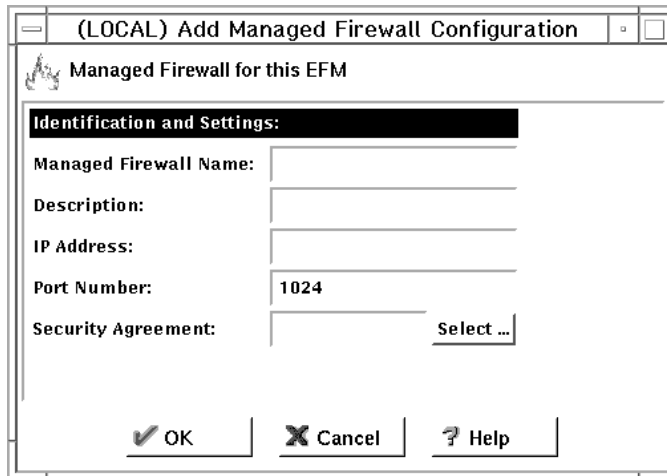 (LOCAL) Add Managed Firewall Configuration
Managed Firewall for this EFM
Identification and Settings:
Managed Firewall Name:
Description:
IP Address:
Port Number: 1024
Security Agreement: Select ...
OK Cancel Help